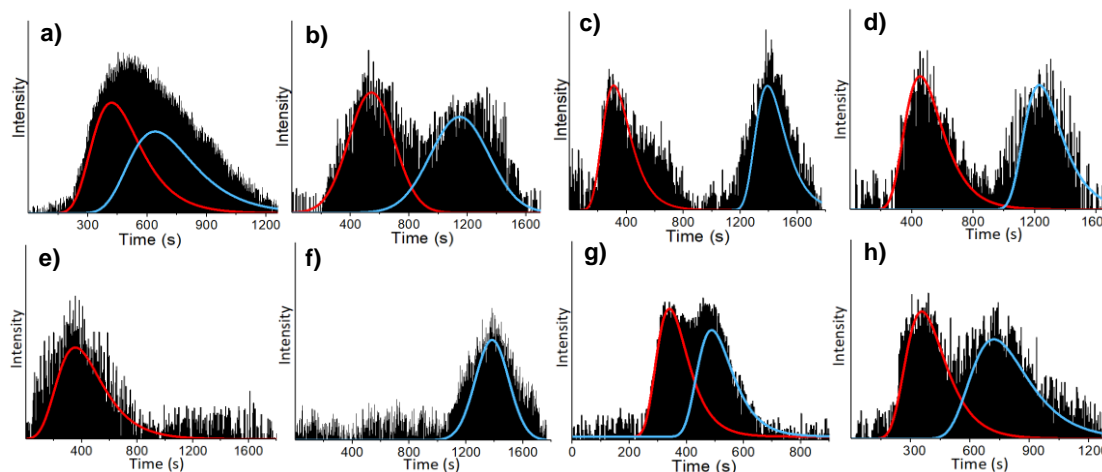 a)
Intensity
300 600 900 1200
Time (s)
b)
Intensity
400 800 1200 1600
Time (s)
c)
Intensity
400 800 1200 1600
Time (s)
d)
Intensity
400 800 1200 1600
Time (s)
e)
Intensity
400 800 1200 1600
Time (s)
f)
Intensity
400 800 1200 1600
Time (s)
g)
Intensity
0 200 400 600 800
Time (s)
h)
Intensity
300 600 900 1200
Time (s)